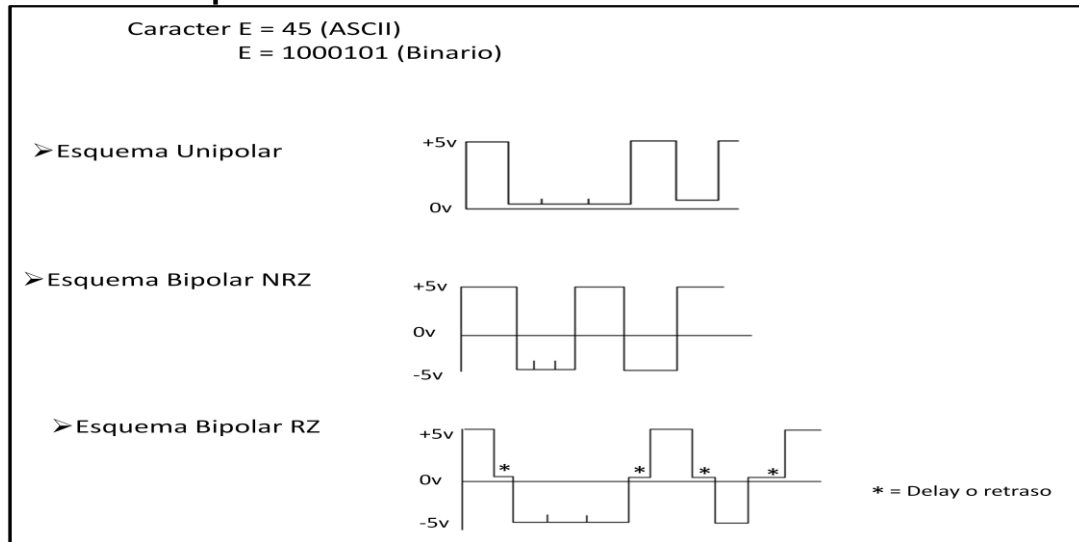 Caracter E = 45 (ASCII)
E = 1000101 (Binario)
➢Esquema Unipolar
+5v
0v
➢Esquema Bipolar NRZ
+5v
0v
-5v
➢Esquema Bipolar RZ
+5v
* * * *
0v
* = Delay o retraso
-5v